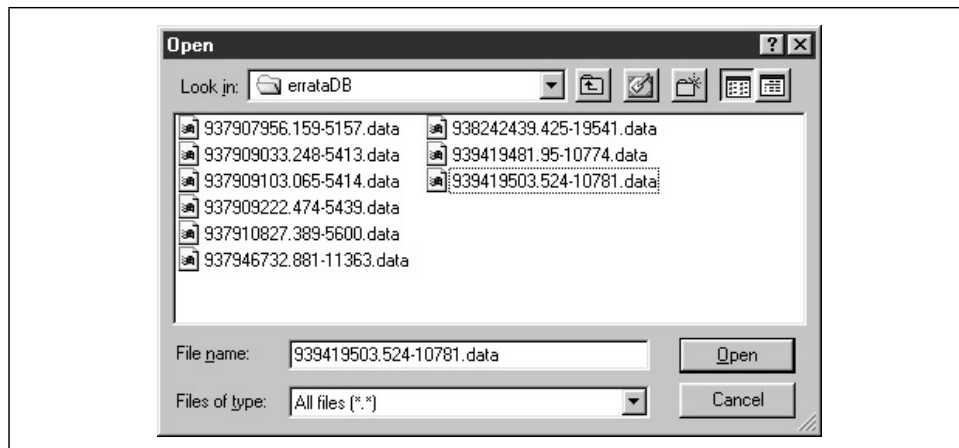 Open
Look in: errataDB
937907956.159-5157.data
937909033.248-5413.data
937909103.065-5414.data
937909222.474-5439.data
937910827.389-5600.data
937946732.881-11363.data
938242439.425-19541.data
939419481.95-10774.data
939419503.524-10781.data
File name: 939419503.524-10781.data
Open
Files of type: All files (*.*)
Cancel